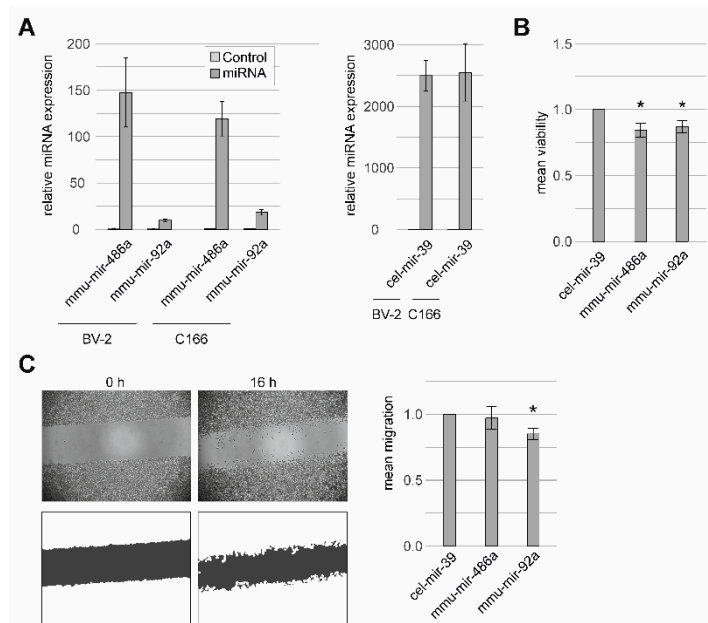 A
relative miRNA expression
200
150
100
50
25
0
Control
miRNA
mmu-mir-486a
mmu-mir-92a
mmu-mir-486a
mmu-mir-92a
BV-2
C166
relative miRNA expression
3000
2000
1000
0
cel-mir-39
cel-mir-39
BV-2
C166
B
mean viability
1.5
1.0
0.5
0.0
*
*
cel-mir-39
mmu-mir-486a
mmu-mir-92a
C
0 h
16 h
mean migration
1.0
0.5
0.0
*
cel-mir-39
mmu-mir-486a
mmu-mir-92a